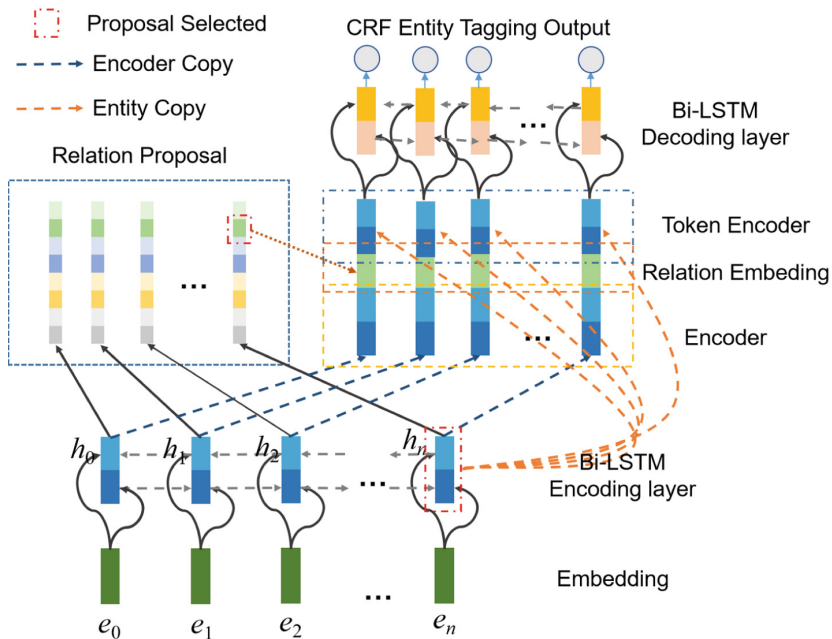 Proposal Selected
CRF Entity Tagging Output
Encoder Copy
Entity Copy
Bi-LSTM
Decoding layer
...
Relation Proposal
Token Encoder
Relation Embeding
...
Encoder
...
h0 h1 h2 hn
Bi-LSTM
Encoding layer
...
Embedding
...
e0 e1 e2 en